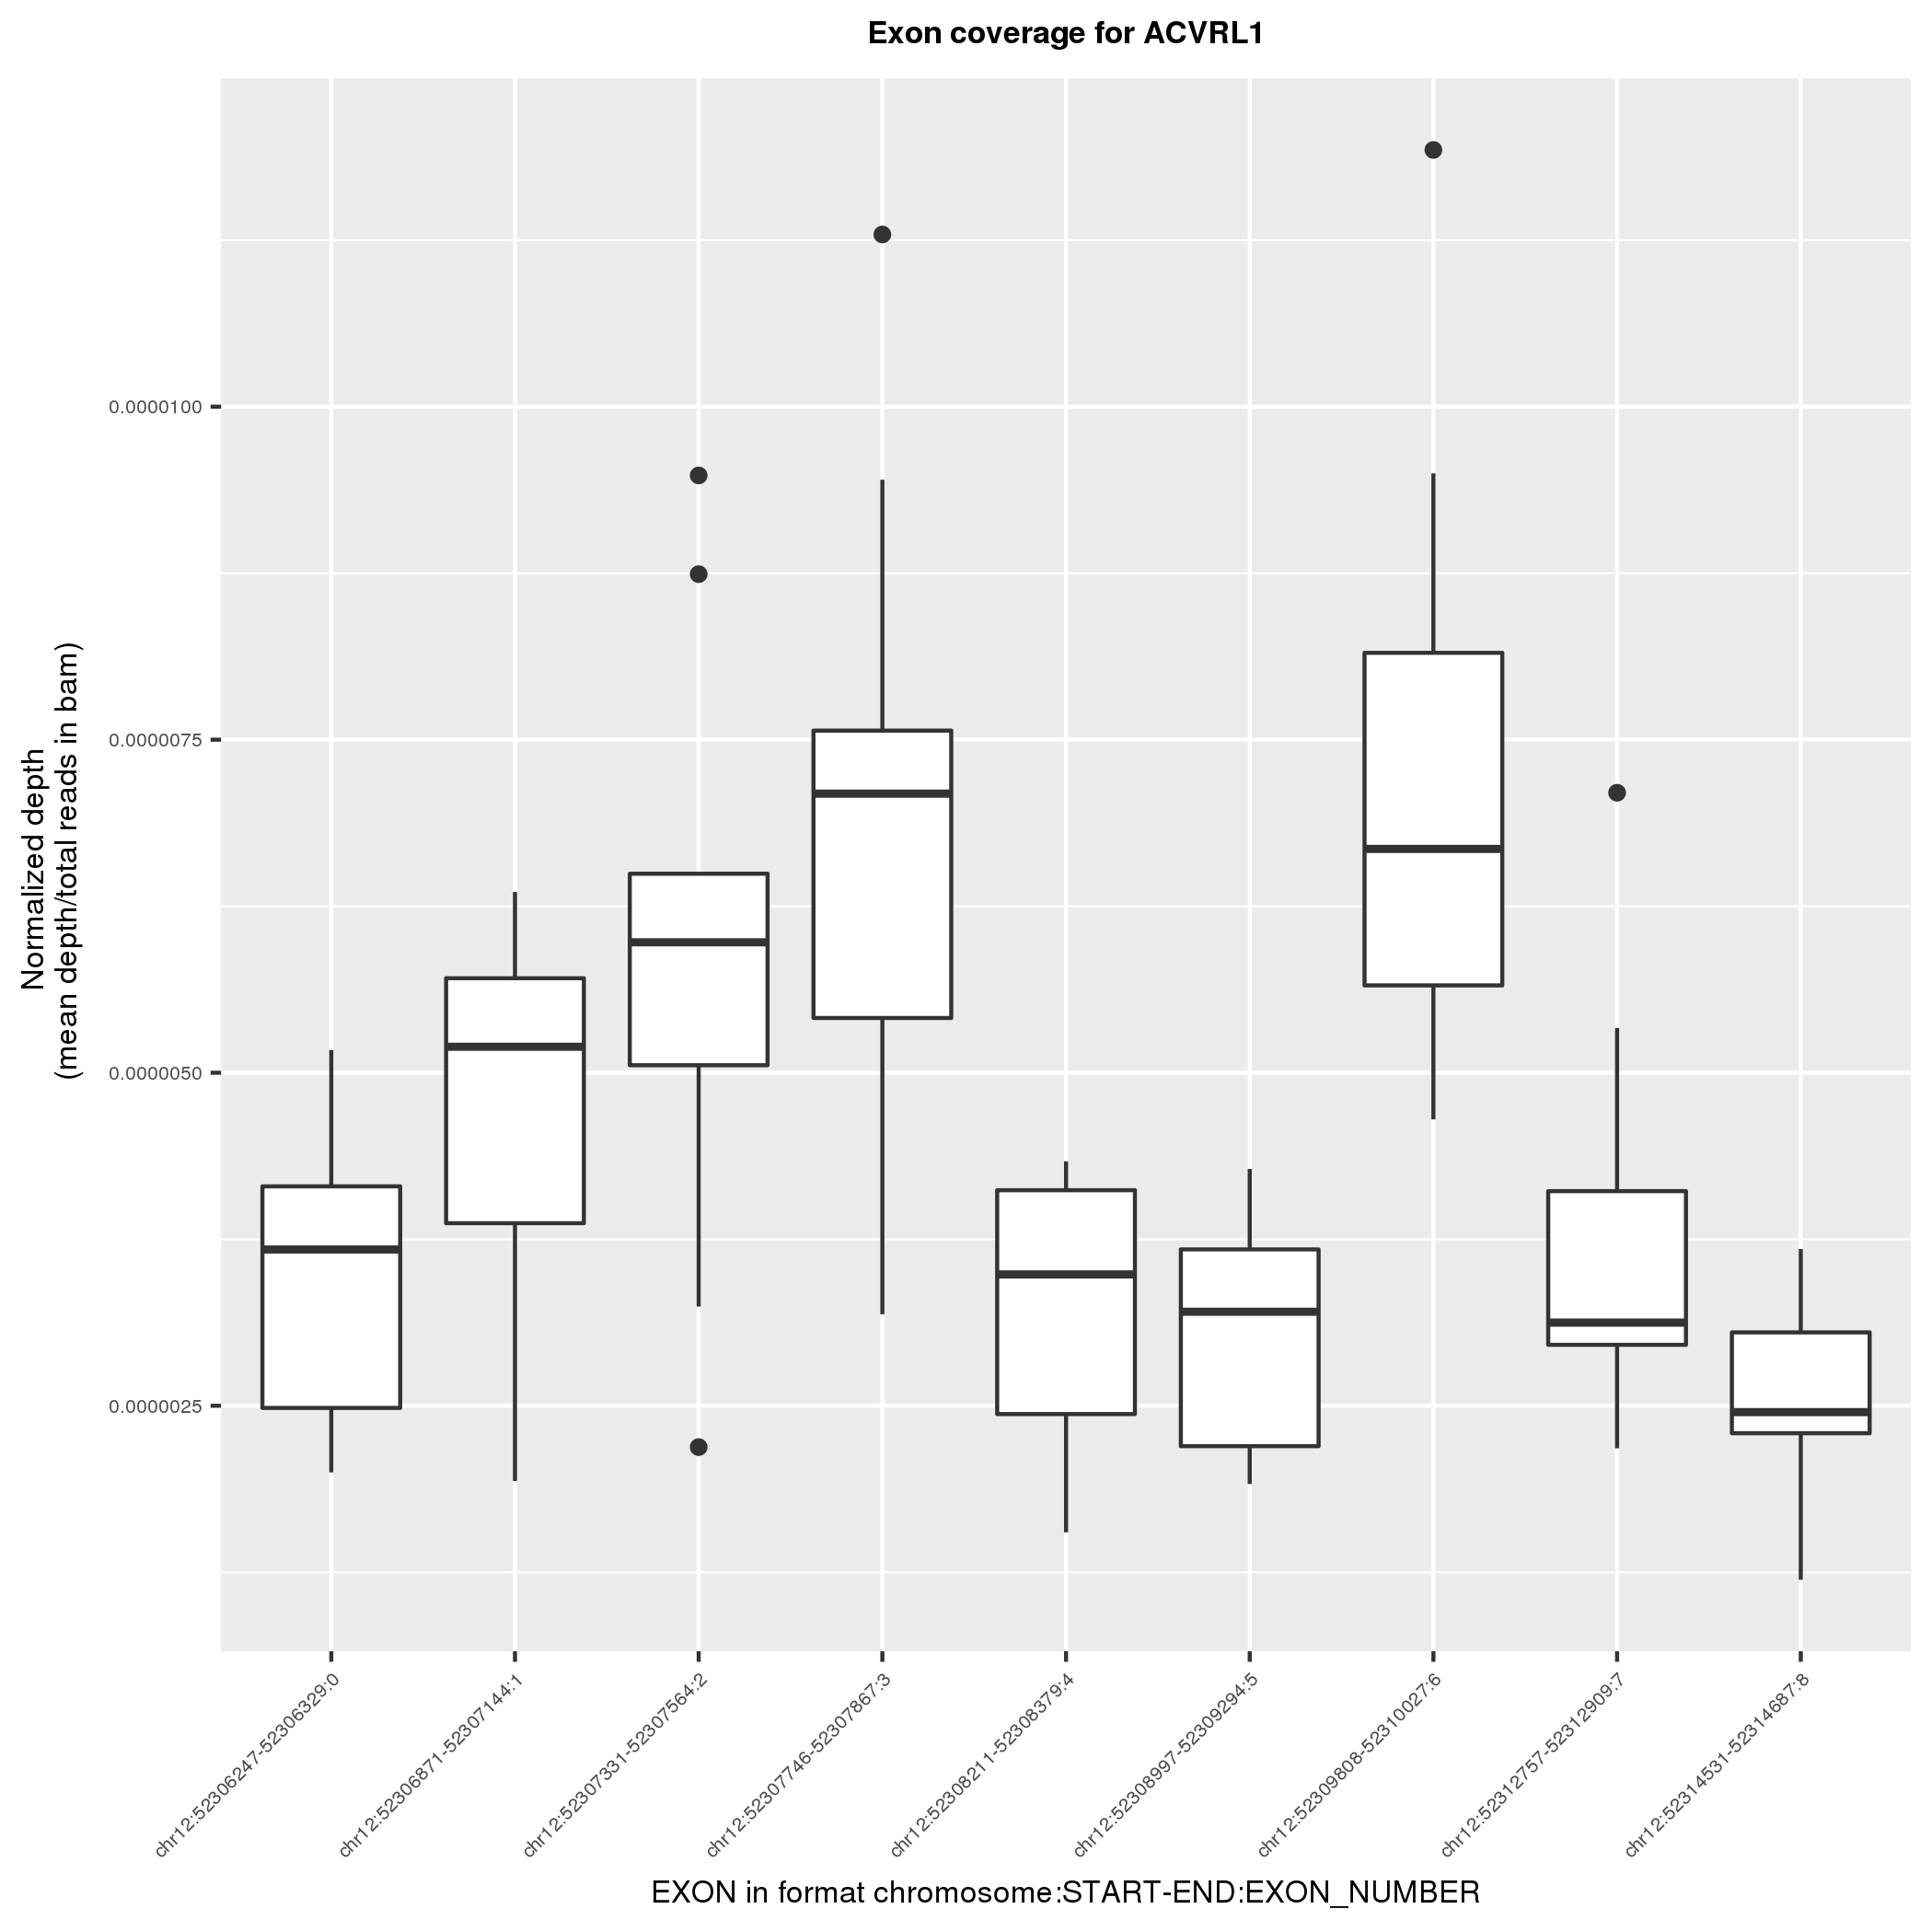 Exon coverage for ACVRL1
Normalized depth
(mean depth/total reads in bam)
0.0000100
0.0000075
0.0000050
0.0000025
chr12:52306247-52306329:0
chr12:52306871-52307144:1
chr12:52307331-52307564:2
chr12:52307746-52307867:3
chr12:52308211-52308379:4
chr12:52308997-52309294:5
chr12:52309808-52310027:6
chr12:52312757-52312909:7
chr12:52314531-52314687:8
EXON in format chromosome:START-END:EXON_NUMBER